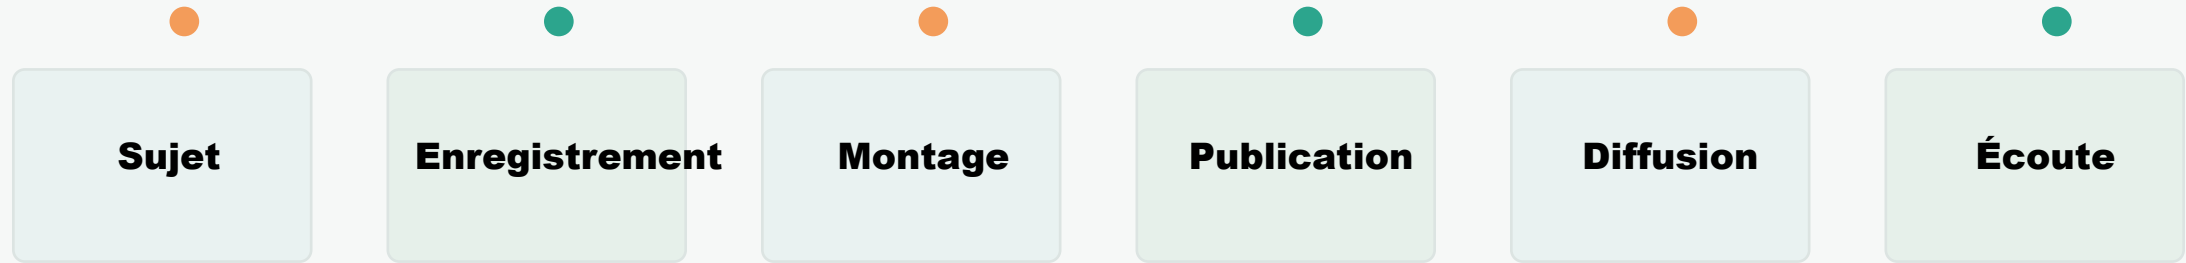 Sujet
Enregistrement
Montage
Publication
Diffusion
Écoute